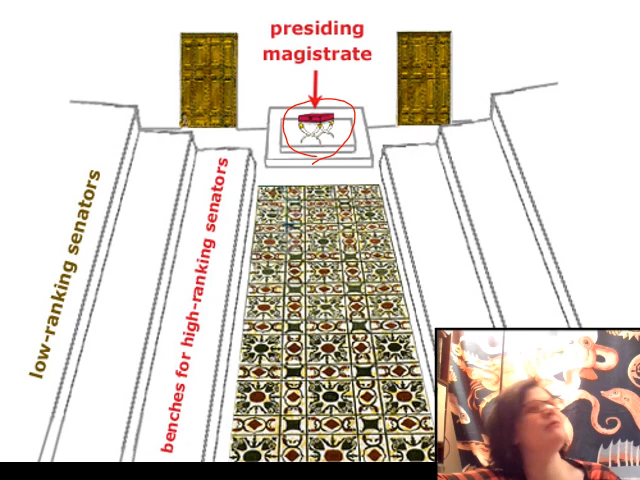 presiding
magistrate
low-ranking senators
benches for high-ranking senators